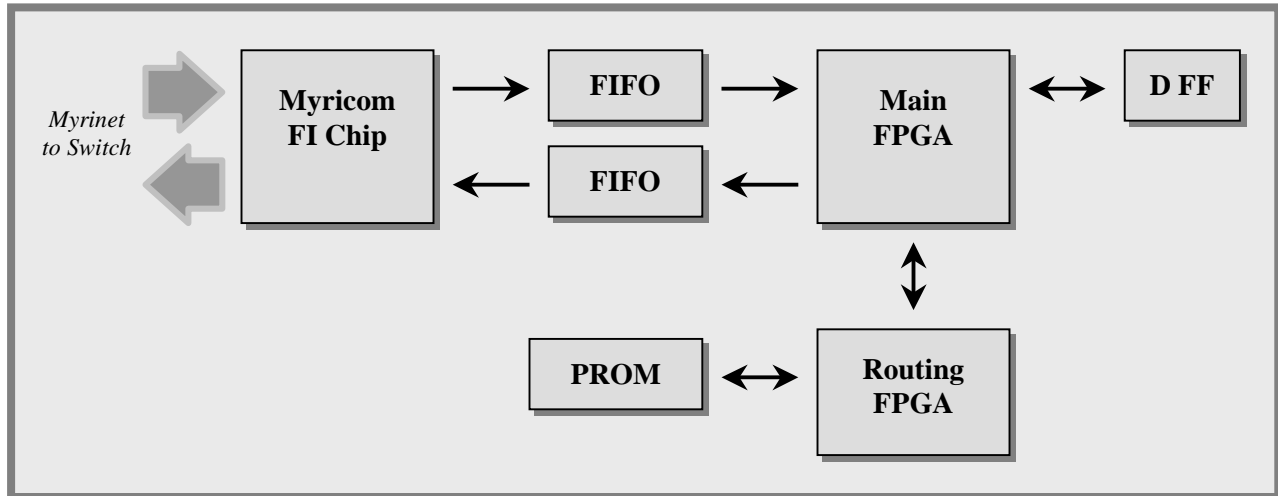 Myrinet
to Switch
Myricom
FI Chip
FIFO
FIFO
Main
FPGA
D FF
PROM
Routing
FPGA